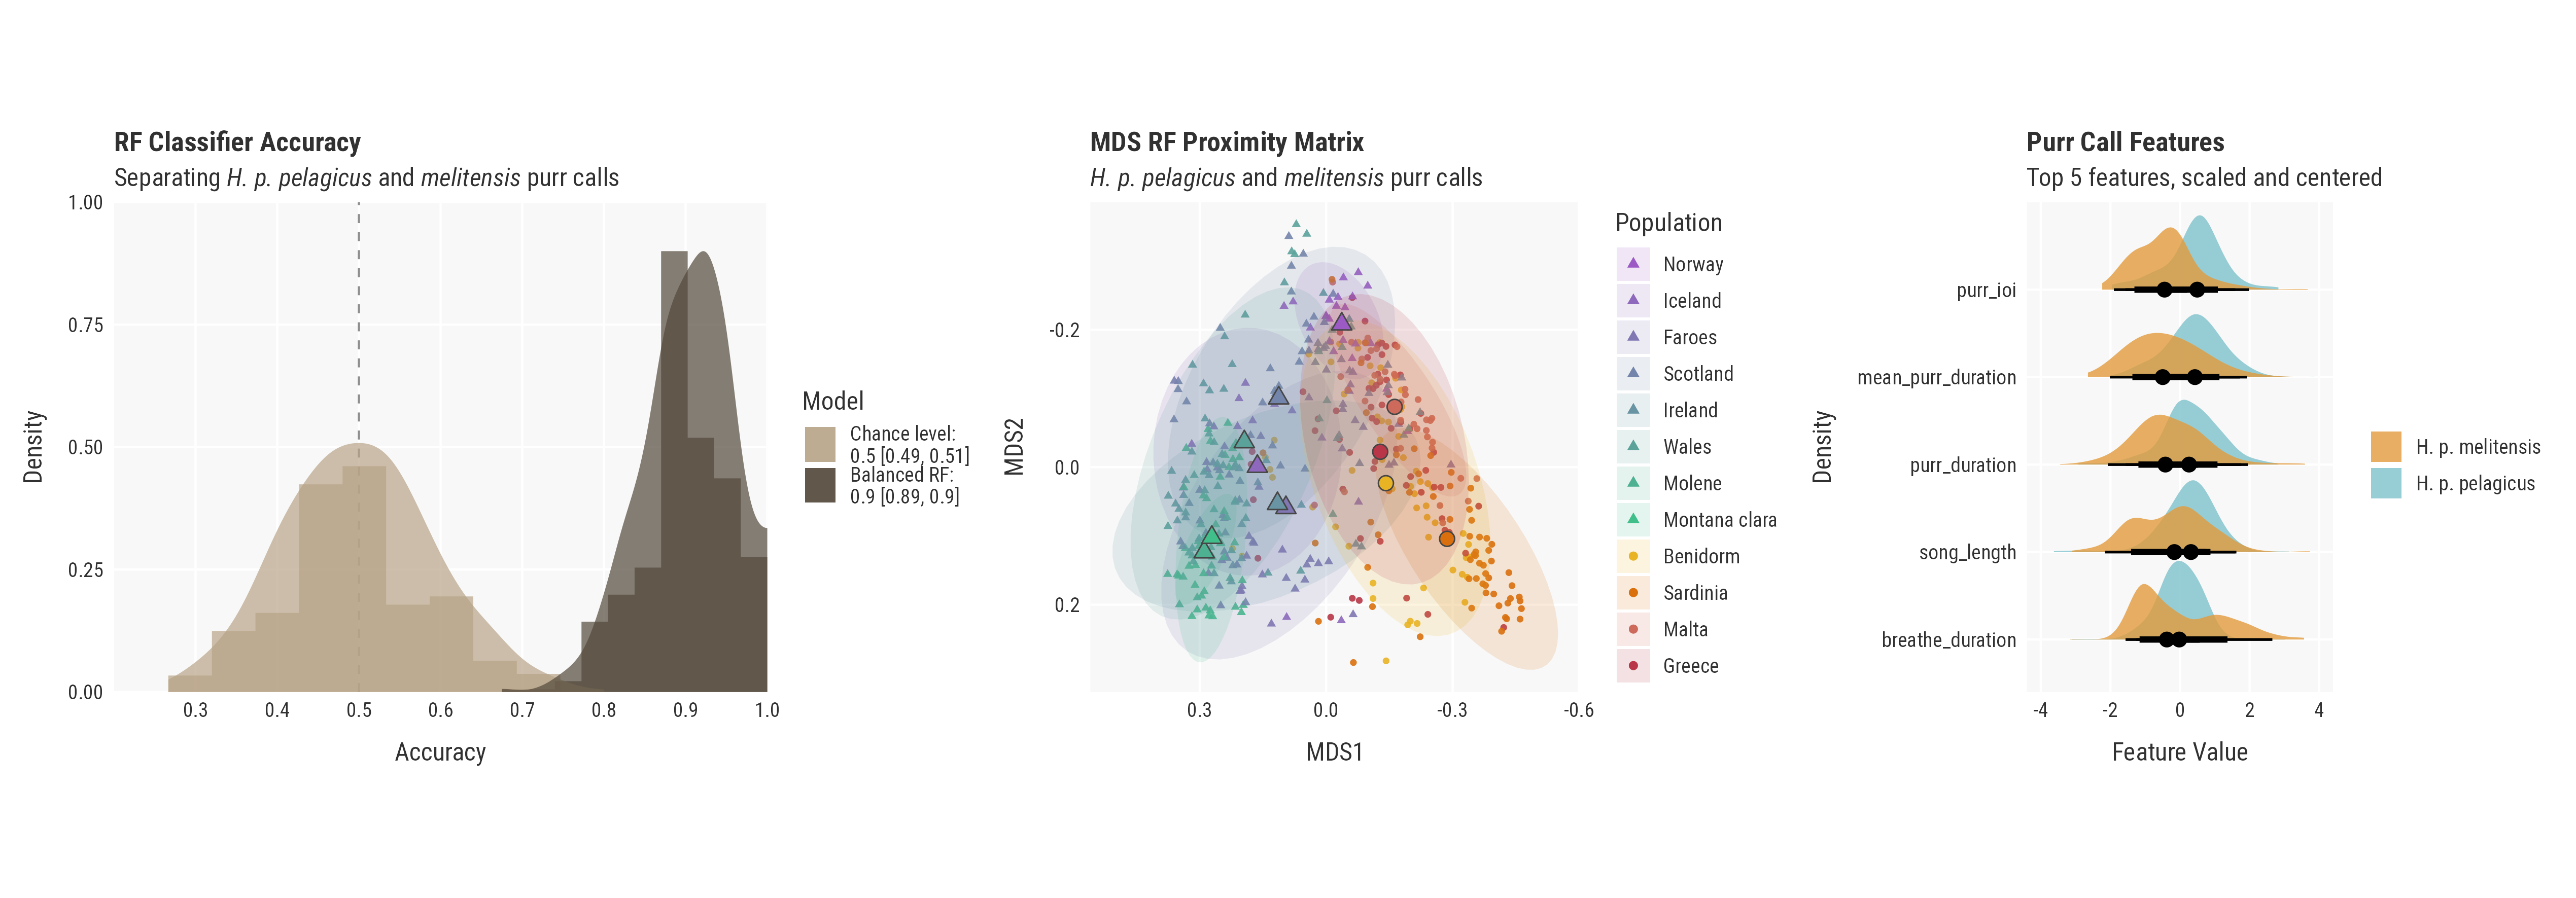 RF Classifier Accuracy
Separating H. p. pelagicus and melitensis purr calls
1.00
0.75
0.50
0.25
0.00
Density
0.3
0.4
0.5
0.6
0.7
0.8
0.9
1.0
Accuracy
Model
Chance level:
0.5 [0.49, 0.51]
Balanced RF:
0.9 [0.89, 0.9]
MDS RF Proximity Matrix
H. p. pelagicus and melitensis purr calls
-0.2
0.0
0.2
MDS2
0.3
0.0
-0.3
-0.6
MDS1
Population
Norway
Iceland
Faroes
Scotland
Ireland
Wales
Molene
Montana clara
Benidorm
Sardinia
Malta
Greece
Purr Call Features
Top 5 features, scaled and centered
Density
purr_ioi
mean_purr_duration
purr_duration
song_length
breathe_duration
-4
-2
0
2
4
Feature Value
H. p. melitensis
H. p. pelagicus